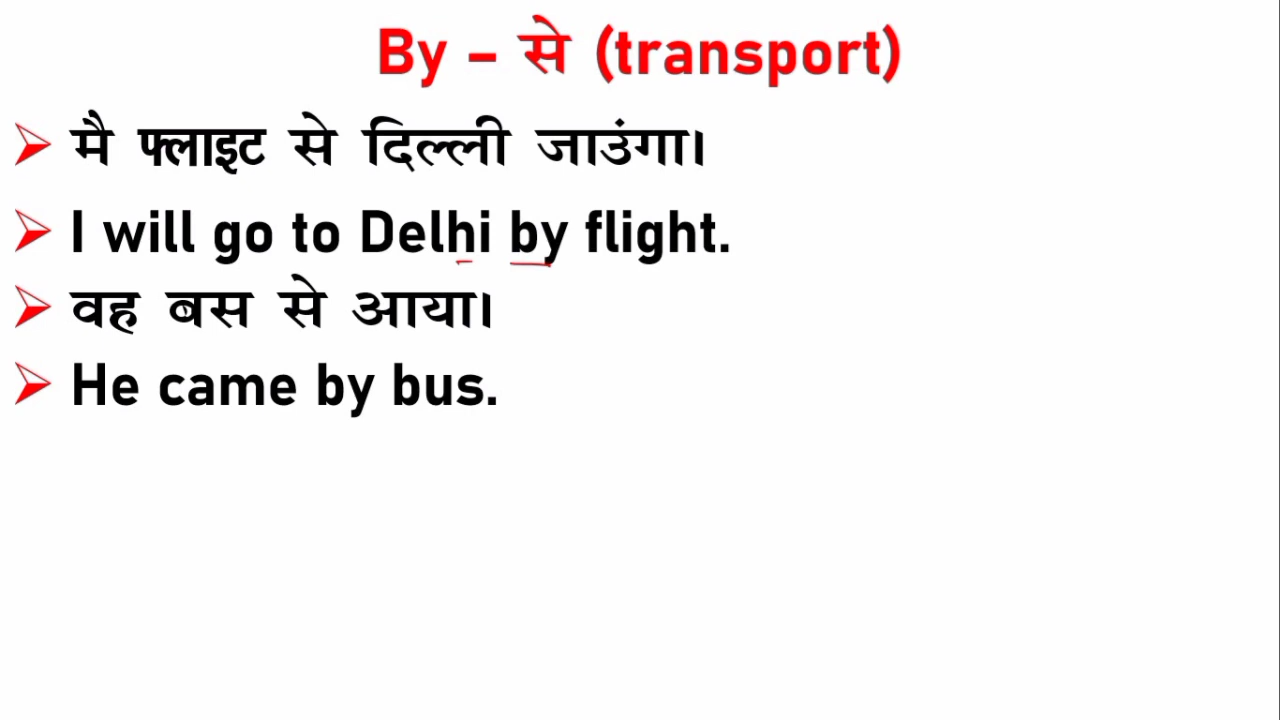 By – से (transport)
मै फ्लाइट से दिल्ली जाउंगा।
I will go to Delhi by flight.
वह बस से आया।
He came by bus.